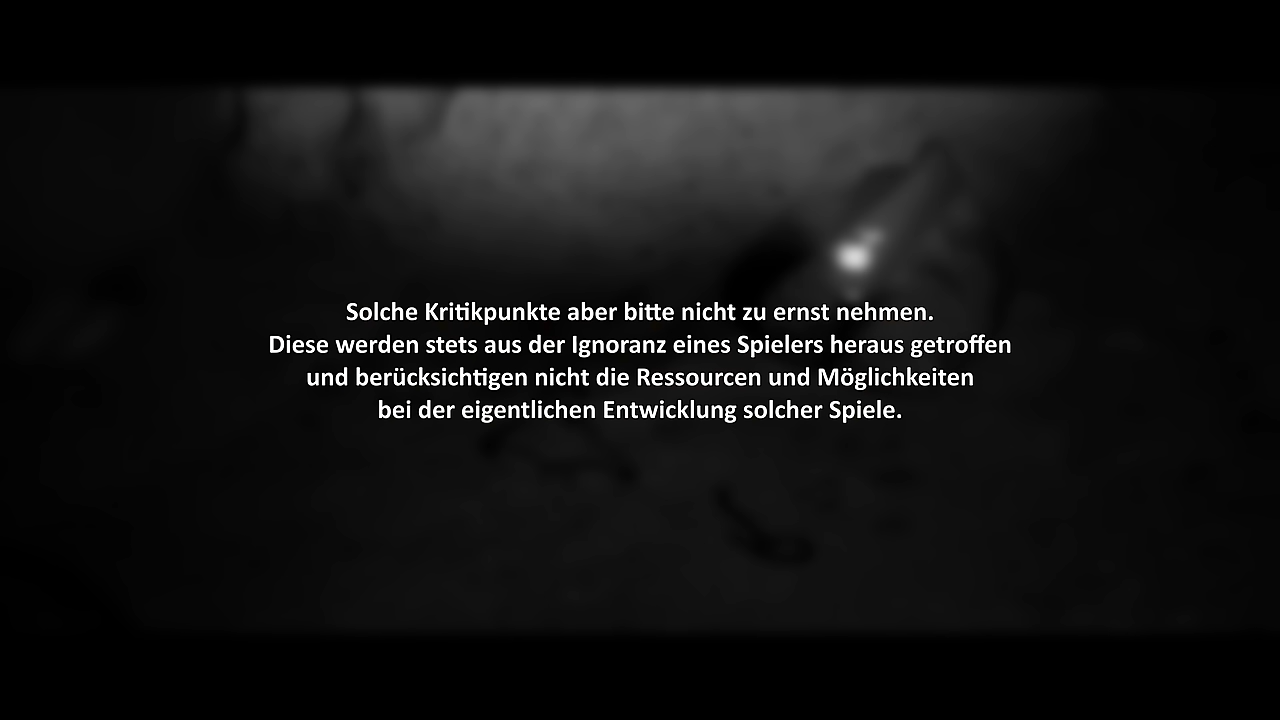 Solche Kritikpunkte aber bitte nicht zu ernst nehmen.
Diese werden stets aus der Ignoranz eines Spielers heraus getroffen
und berücksichtigen nicht die Ressourcen und Möglichkeiten
bei der eigentlichen Entwicklung solcher Spiele.